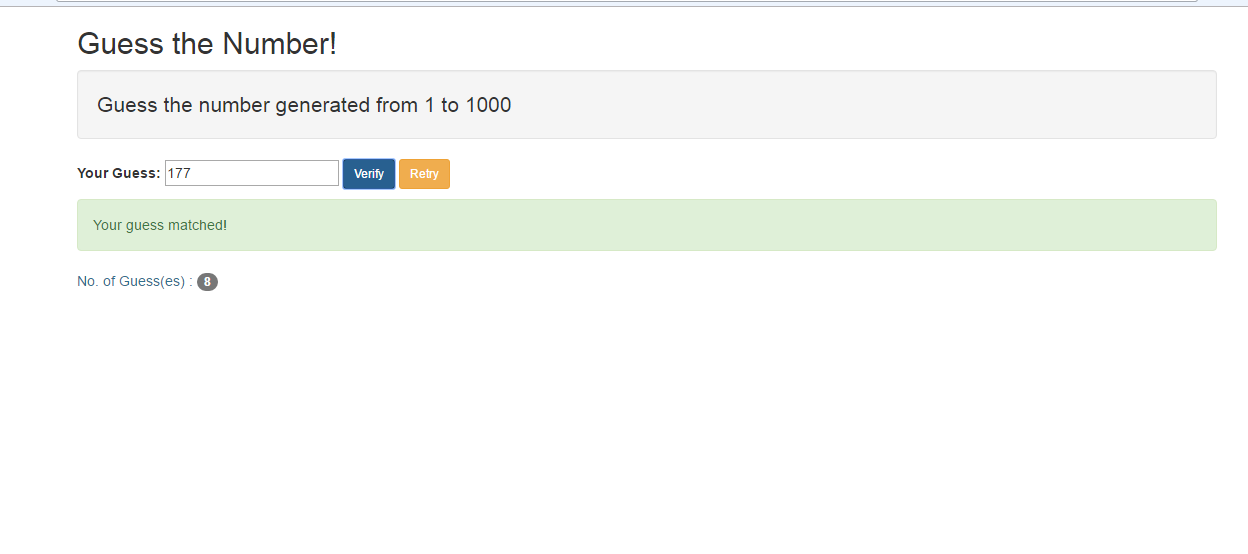 Guess the Number!
Guess the number generated from 1 to 1000
Your Guess: 177 Verify Retry
Your guess matched!
No. of Guess(es) : 8